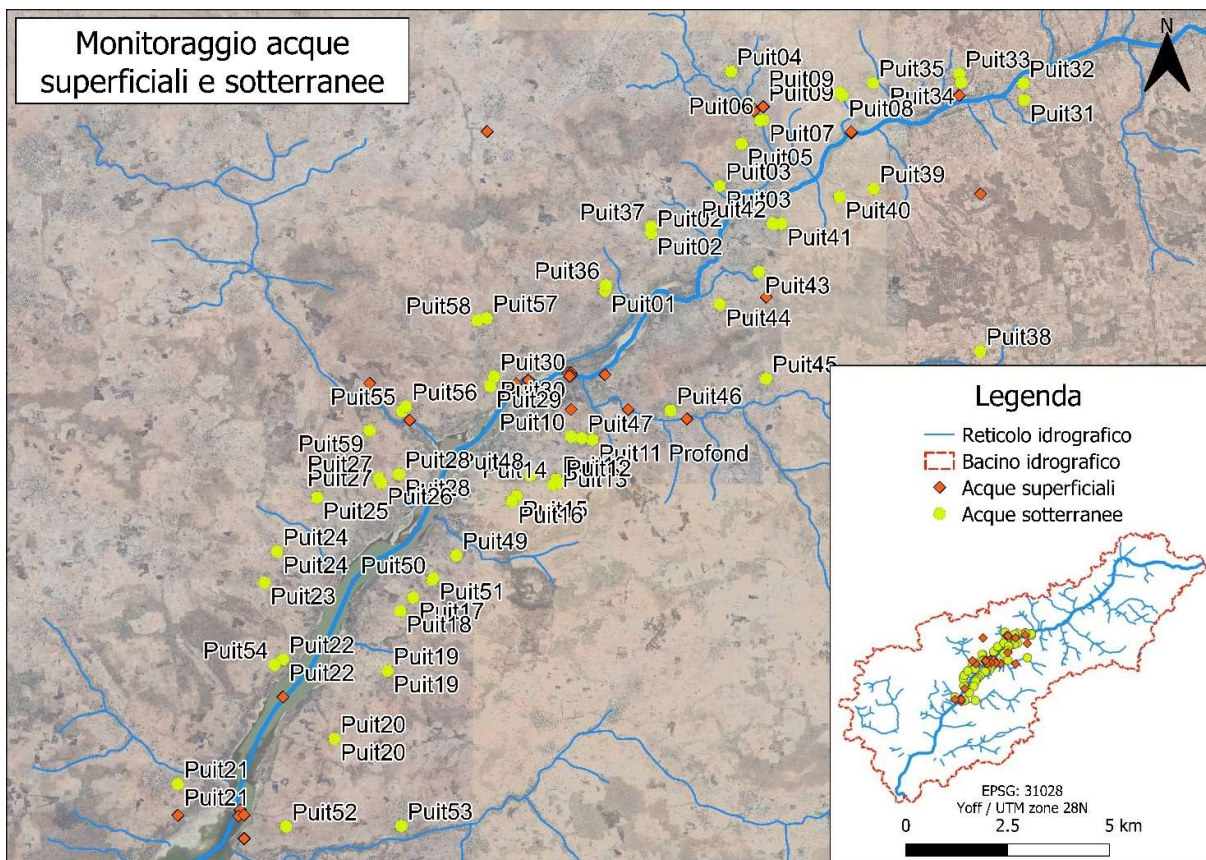 Monitoraggio acque
superficiali e sotterranee
N
Puit04
Puit09
Puit09
Puit06
Puit07
Puit05
Puit08
Puit35
Puit33
Puit34
Puit32
Puit31
Puit03
Puit03
Puit42
Puit39
Puit40
Puit41
Puit37
Puit02
Puit02
Puit36
Puit01
Puit43
Puit44
Puit38
Puit58
Puit57
Puit45
Puit30
Puit30
Puit29
Puit55
Puit56
Puit46
Puit10
Puit47
Puit11 Profond
Puit59
Puit27
Puit27
Puit28
Puit28
Puit48
Puit14
Puit12
Puit13
Puit26
Puit25
Puit15
Puit16
Puit24
Puit24
Puit23
Puit49
Puit50
Puit51
Puit17
Puit18
Puit54
Puit22
Puit22
Puit19
Puit19
Puit20
Puit20
Puit21
Puit21
Puit52
Puit53
Legenda
Reticolo idrografico
Bacino idrografico
Acque superficiali
Acque sotterranee
EPSG: 31028
Yoff / UTM zone 28N
0 2.5 5 km